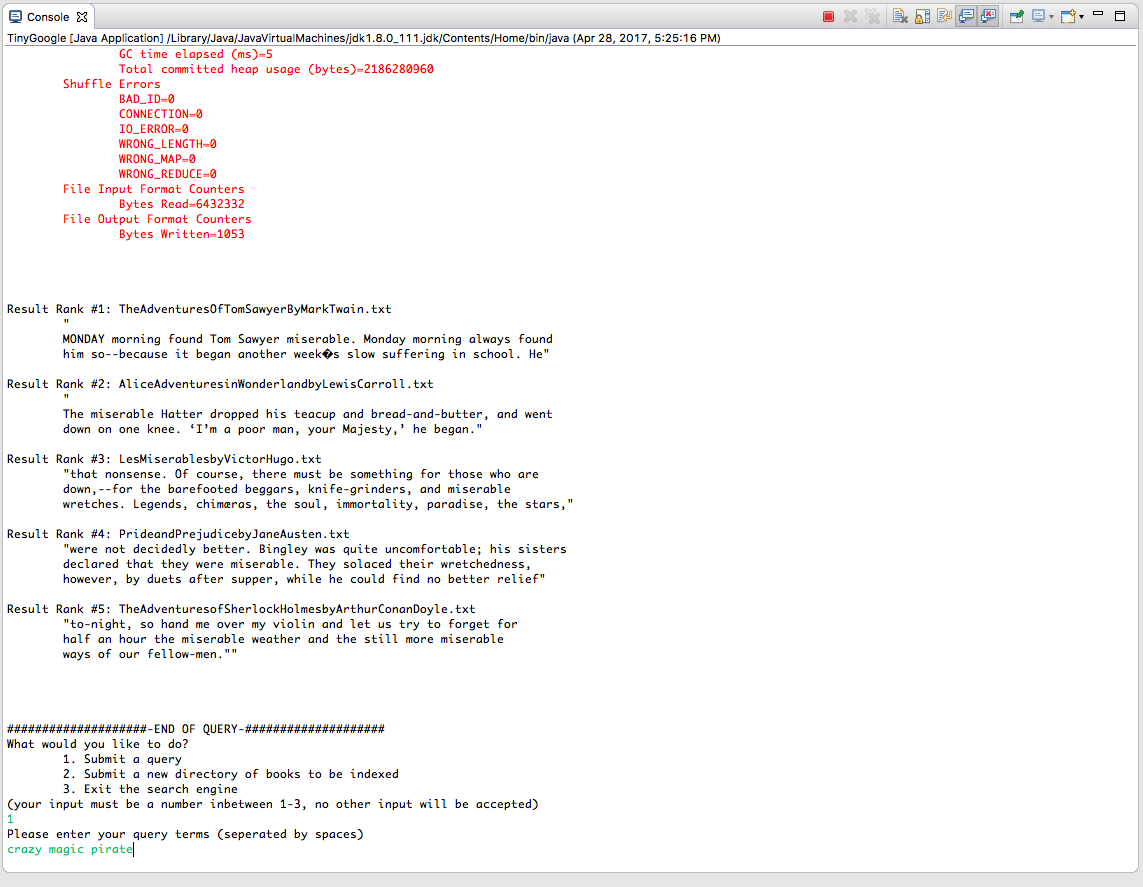 Console
TinyGoogle [Java Application] /Library/Java/JavaVirtualMachines/jdk1.8.0_111.jdk/Contents/Home/bin/java (Apr 28, 2017, 5:25:16 PM)
GC time elapsed (ms)=5
Total committed heap usage (bytes)=2186280960
Shuffle Errors
BAD_ID=0
CONNECTION=0
IO_ERROR=0
WRONG_LENGTH=0
WRONG_MAP=0
WRONG_REDUCE=0
File Input Format Counters
Bytes Read=6432332
File Output Format Counters
Bytes Written=1053
Result Rank #1: TheAdventuresOfTomSawyerByMarkTwain.txt
"
MONDAY morning found Tom Sawyer miserable. Monday morning always found
him so--because it began another week�s slow suffering in school. He"
Result Rank #2: AliceAdventuresinWonderlandbyLewisCarroll.txt
"
The miserable Hatter dropped his teacup and bread-and-butter, and went
down on one knee. ‘I’m a poor man, your Majesty,’ he began."
Result Rank #3: LesMiserablesbyVictorHugo.txt
"that nonsense. Of course, there must be something for those who are
down,--for the barefooted beggars, knife-grinders, and miserable
wretches. Legends, chimæras, the soul, immortality, paradise, the stars,"
Result Rank #4: PrideandPrejudicebyJaneAusten.txt
"were not decidedly better. Bingley was quite uncomfortable; his sisters
declared that they were miserable. They solaced their wretchedness,
however, by duets after supper, while he could find no better relief"
Result Rank #5: TheAdventuresofSherlockHolmesbyArthurConanDoyle.txt
"to-night, so hand me over my violin and let us try to forget for
half an hour the miserable weather and the still more miserable
ways of our fellow-men.""
####################-END OF QUERY-####################
What would you like to do?
1. Submit a query
2. Submit a new directory of books to be indexed
3. Exit the search engine
(your input must be a number inbetween 1-3, no other input will be accepted)
1
Please enter your query terms (seperated by spaces)
crazy magic pirate